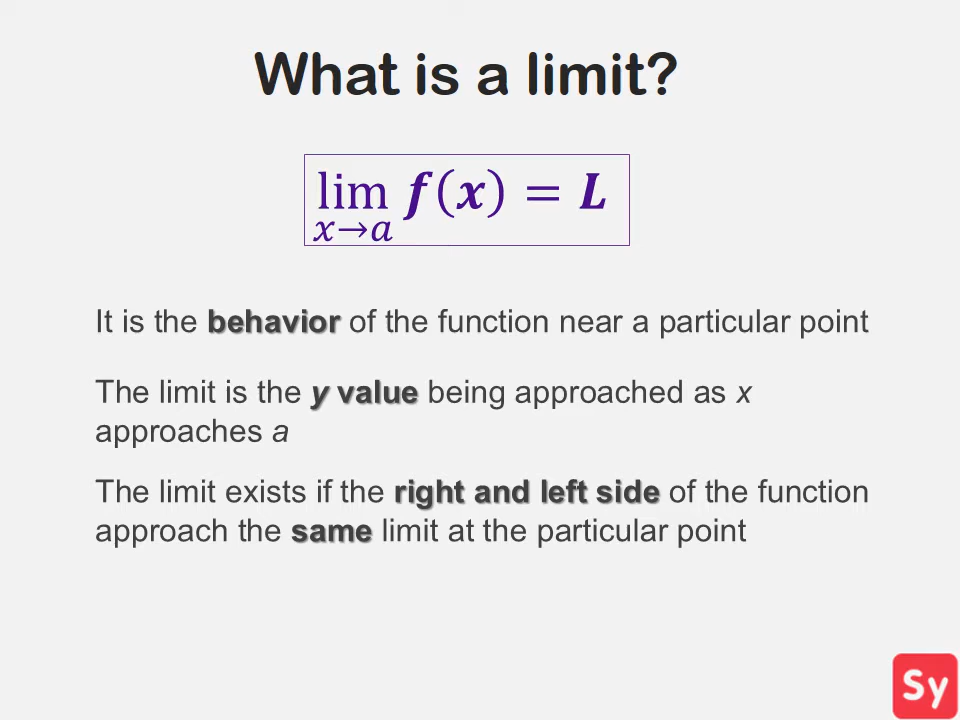 What is a limit?
lim f(x) = L
x→a
It is the behavior of the function near a particular point
The limit is the y value being approached as x
approaches a
The limit exists if the right and left side of the function
approach the same limit at the particular point
Sy